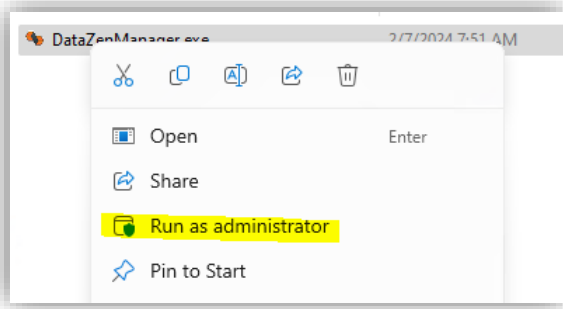 DataZenManager.exe 2/7/2024 7:51 AM
Open Enter
Share
Run as administrator
Pin to Start